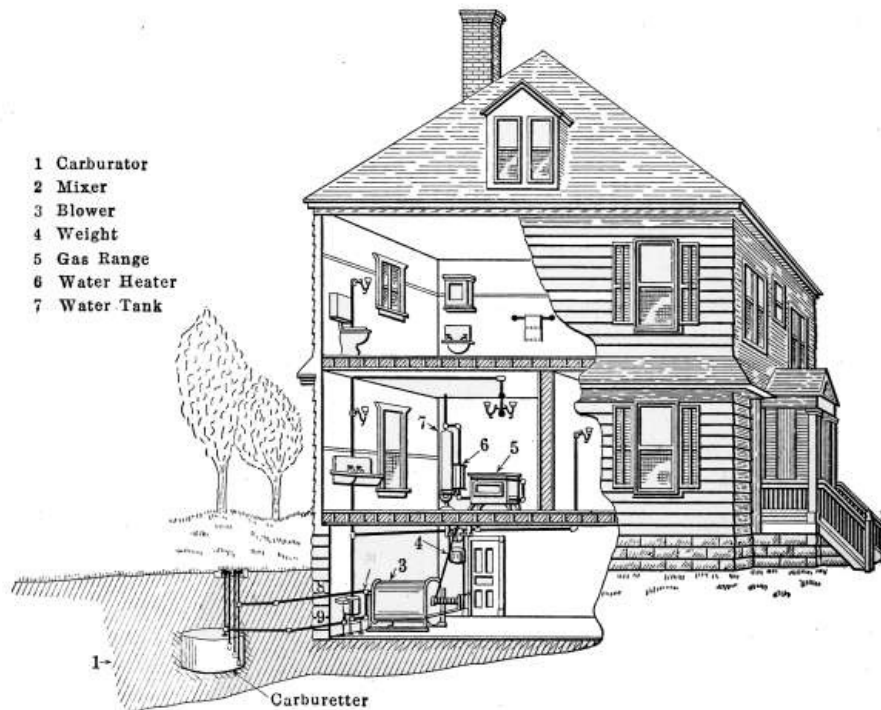 1 Carburator
2 Mixer
3 Blower
4 Weight
5 Gas Range
6 Water Heater
7 Water Tank
7
6
5
4
3
8
9
1
Carburetter